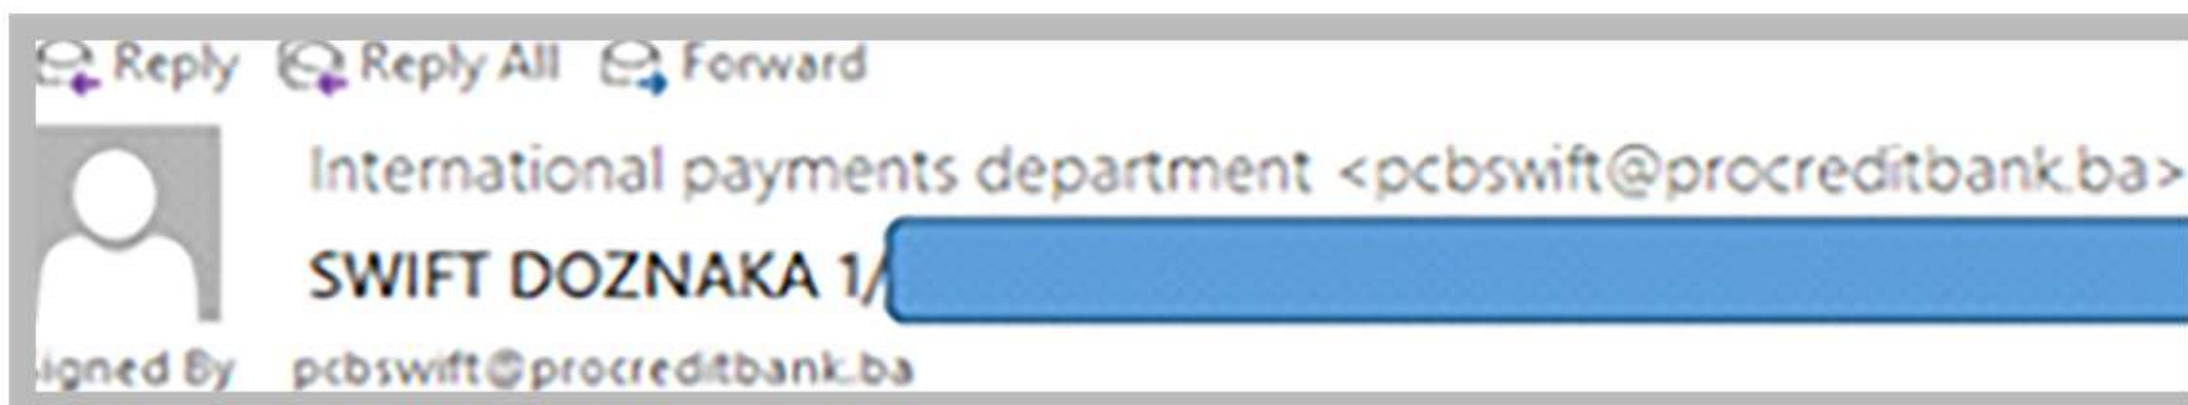 Reply Reply All Forward
International payments department <pcbswift@procreditbank.ba>
SWIFT DOZNAKA 1/
igned By pcbswift@procreditbank.ba